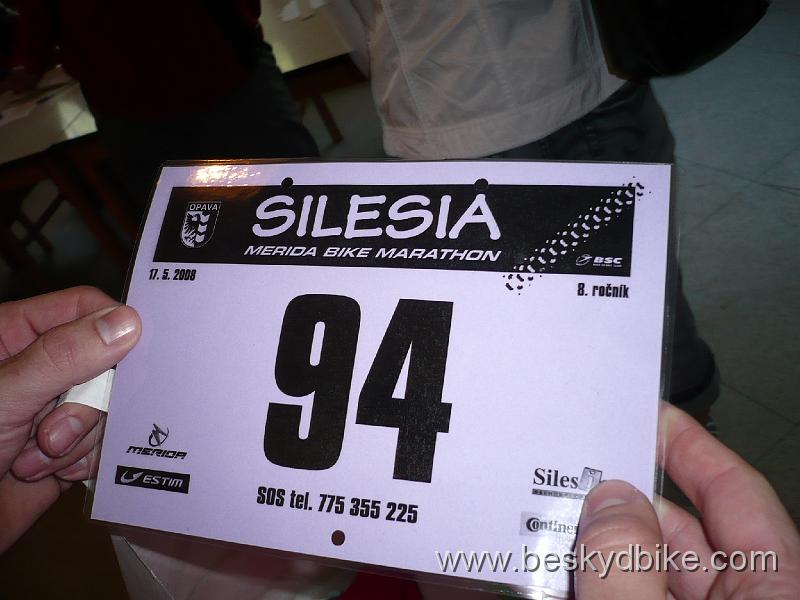 OPAVA
SILESIA
MERIDA BIKE MARATHON
BSC
17. 5. 2008
8. ročník
94
MERIDA
ESTIM
SOS tel. 775 355 225
Siles
Contine
www.beskydbike.com